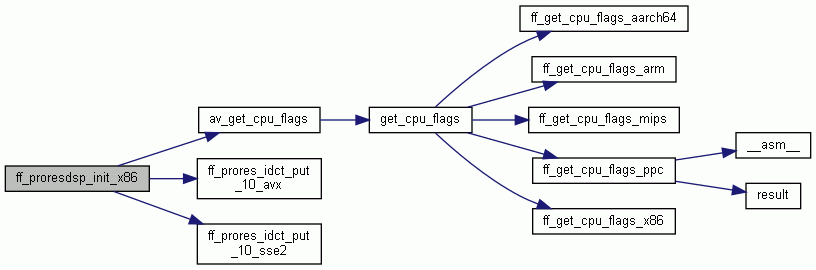 ff_get_cpu_flags_aarch64
ff_get_cpu_flags_arm
av_get_cpu_flags
get_cpu_flags
ff_get_cpu_flags_mips
__asm__
ff_proresdsp_init_x86
ff_prores_idct_put
_10_avx
ff_get_cpu_flags_ppc
result
ff_get_cpu_flags_x86
ff_prores_idct_put
_10_sse2